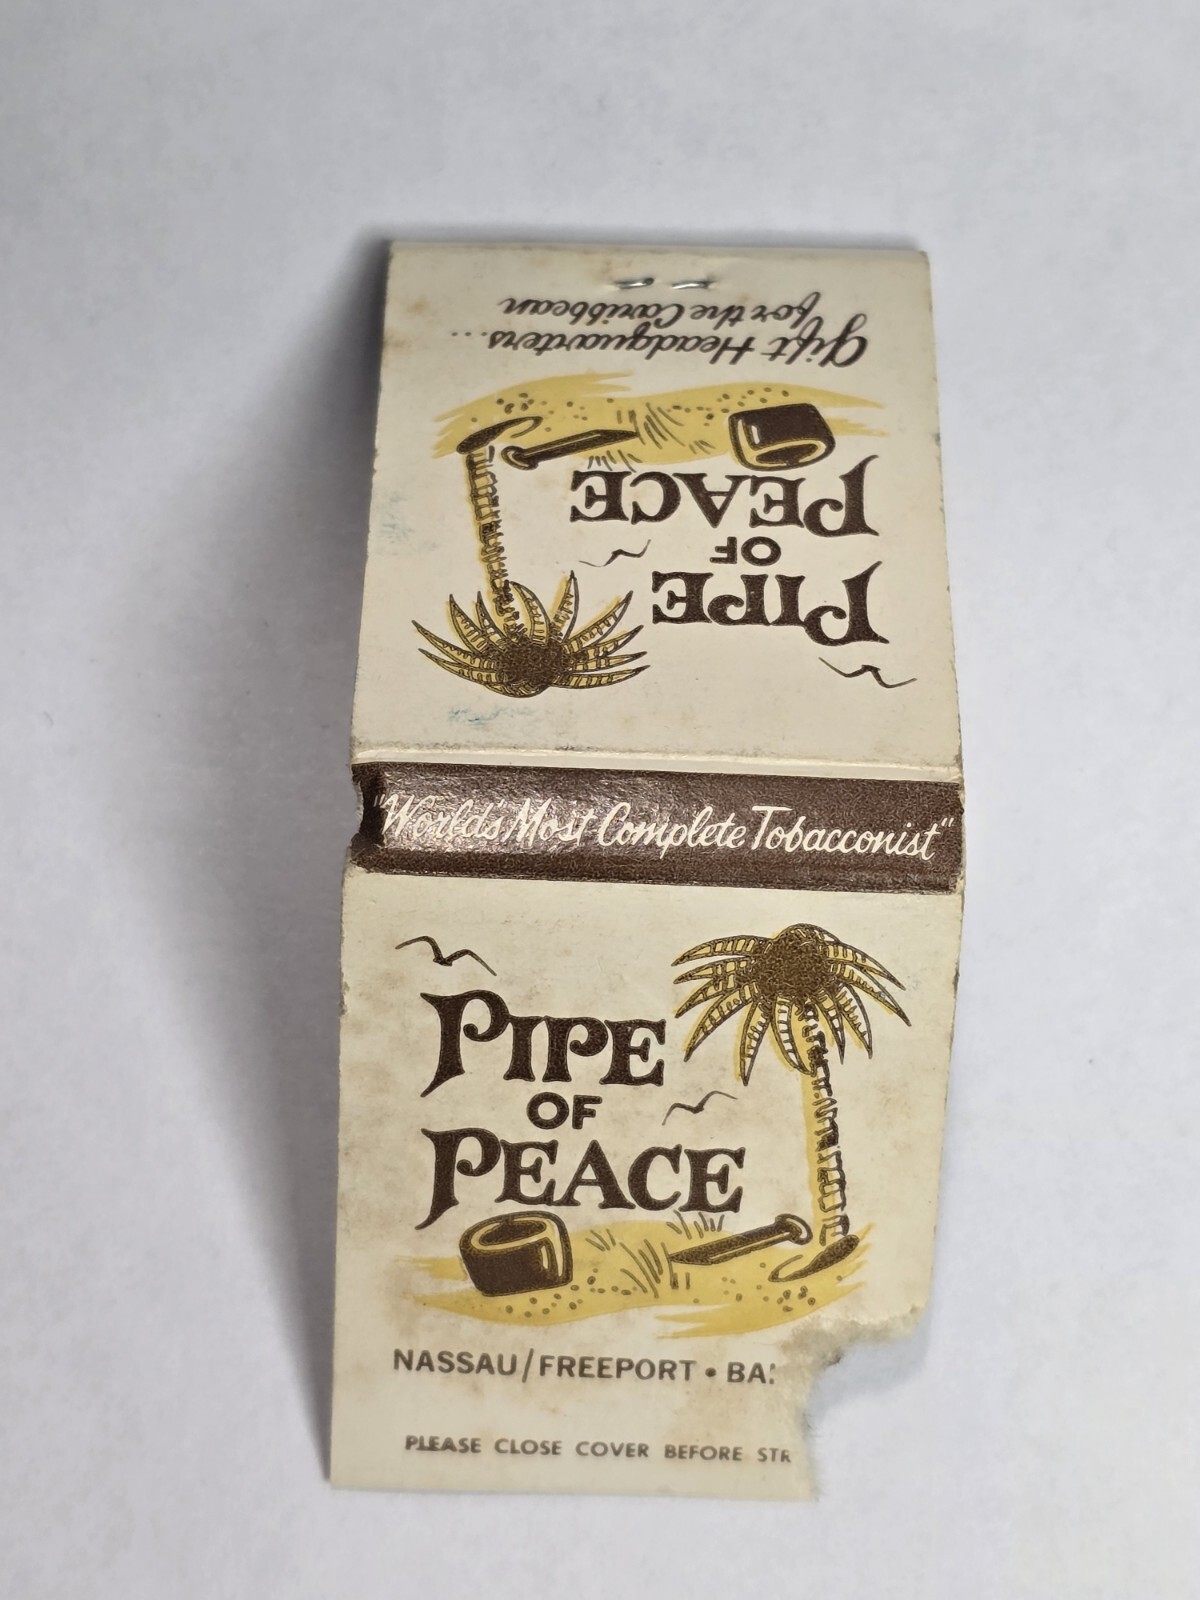 Gift Headquarters...
for the Caribbean
PIPE
OF
PEACE
"World's Most Complete Tobacconist"
PIPE
OF
PEACE
NASSAU/FREEPORT • BA
PLEASE CLOSE COVER BEFORE STR